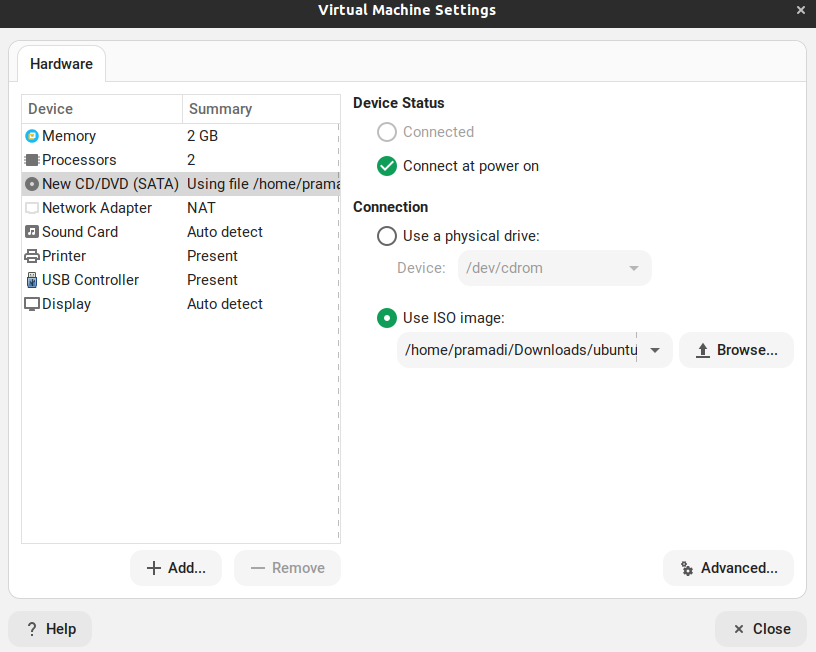 Virtual Machine Settings
Hardware
Device Summary
Memory 2 GB
Processors 2
New CD/DVD (SATA) Using file /home/prama
Network Adapter NAT
Sound Card Auto detect
Printer Present
USB Controller Present
Display Auto detect
Add...
Remove
Device Status
Connected
Connect at power on
Connection
Use a physical drive:
Device: /dev/cdrom
Use ISO image:
/home/pramadi/Downloads/ubuntu
Browse...
Advanced...
? Help
Close